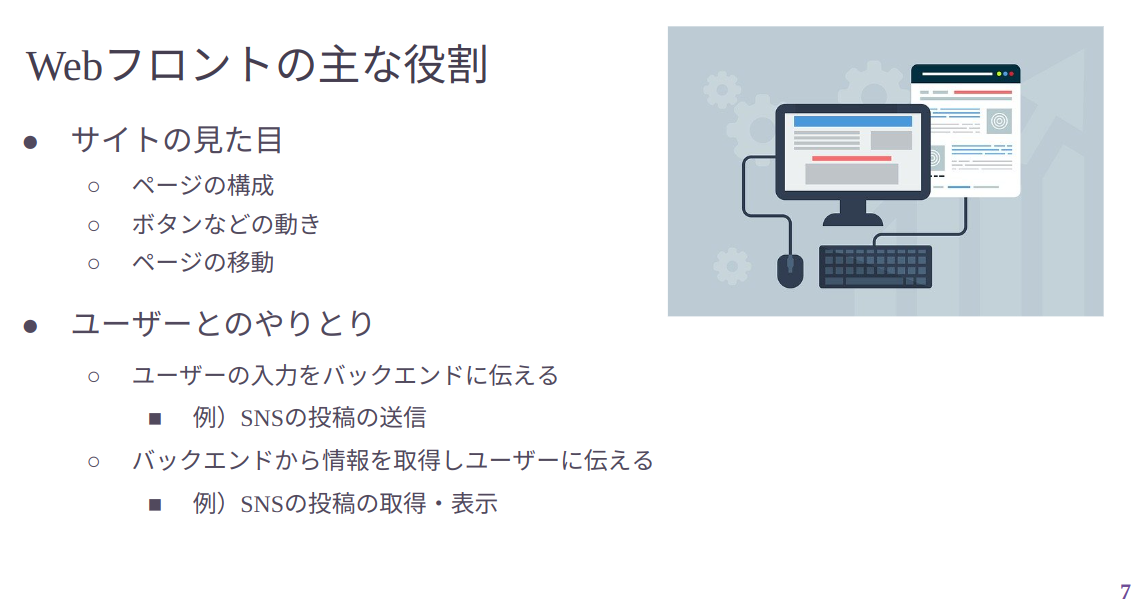 Webフロントの主な役割
● サイトの見た目
○ ページの構成
○ ボタンなどの動き
○ ページの移動
● ユーザーとのやりとり
○ ユーザーの入力をバックエンドに伝える
■ 例）SNSの投稿の送信
○ バックエンドから情報を取得しユーザーに伝える
■ 例）SNSの投稿の取得・表示
7